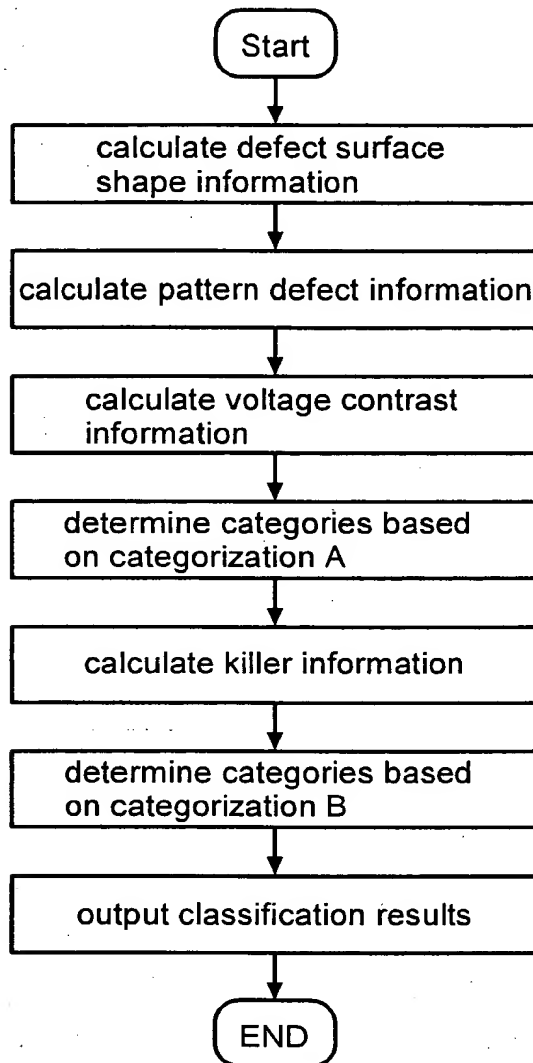 Start
calculate defect surface
shape information
calculate pattern defect information
calculate voltage contrast
information
determine categories based
on categorization A
calculate killer information
determine categories based
on categorization B
output classification results
END